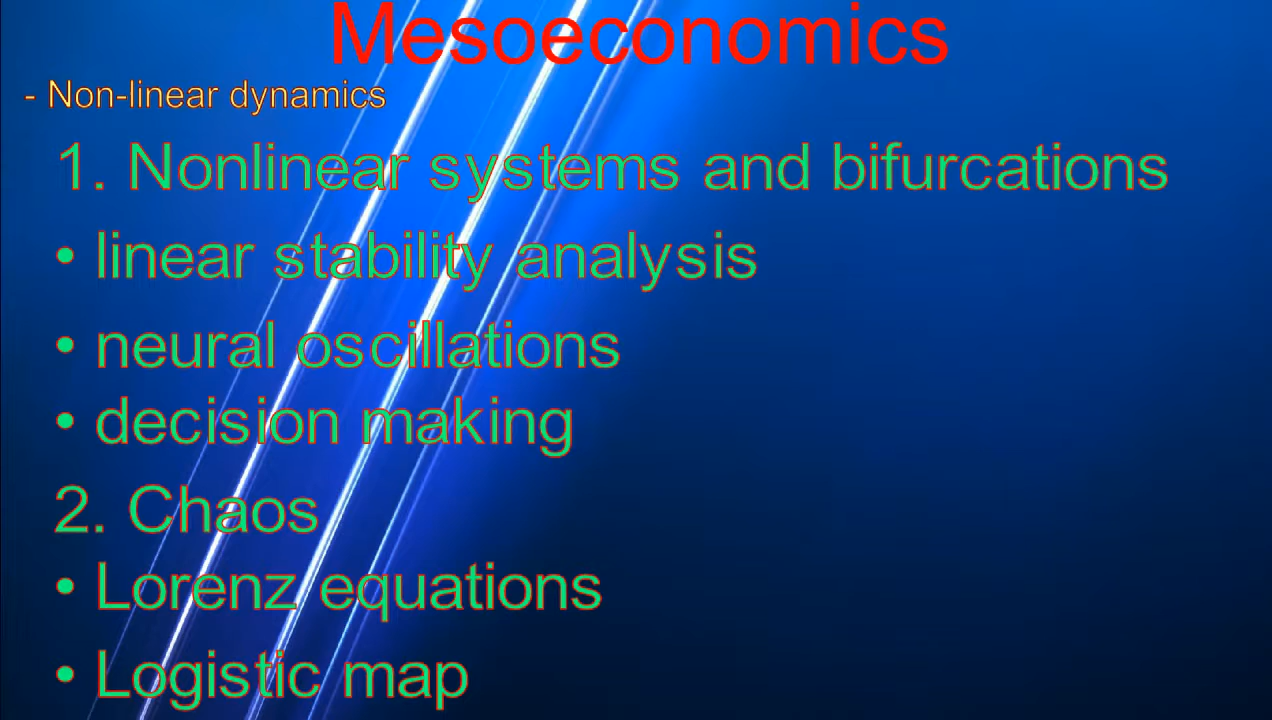 Mesoeconomics
- Non-linear dynamics
1. Nonlinear systems and bifurcations
• linear stability analysis
• neural oscillations
• decision making
2. Chaos
• Lorenz equations
• Logistic map